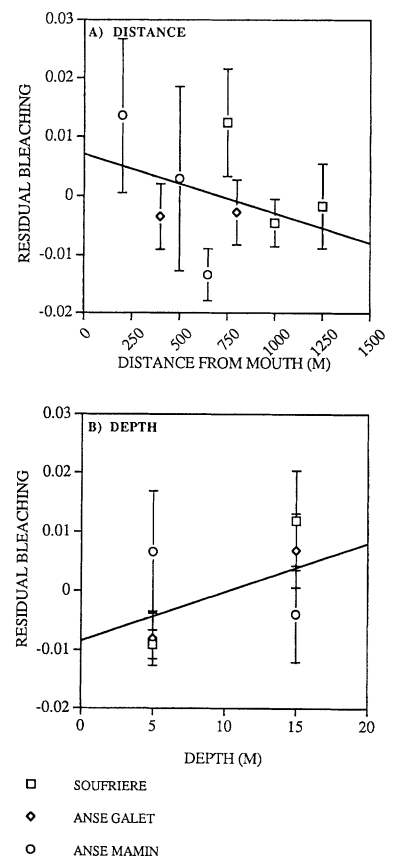 A) DISTANCE
0.03
0.02
0.01
0
-0.01
-0.02
RESIDUAL BLEACHING
0
250
500
750
1000
1250
1500
DISTANCE FROM MOUTH (M)
B) DEPTH
0.03
0.02
0.01
0
-0.01
-0.02
RESIDUAL BLEACHING
0
5
10
15
20
DEPTH (M)
SOUFRIERE
ANSE GALET
ANSE MAMIN